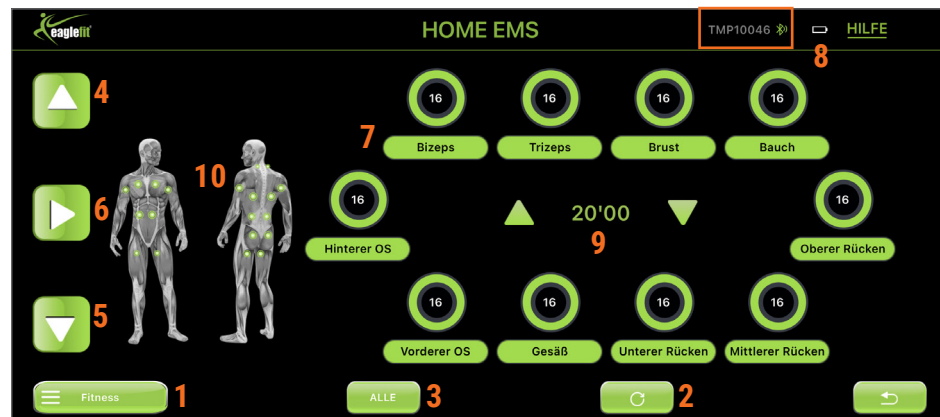 eaglefit
HOME EMS
TMP10046
HILFE
8
4
16 16 16 16
7
Bizeps Trizeps Brust Bauch
10
6
16
20'00
16
9
Hinterer OS
Oberer Rücken
5
16 16 16 16
Vorderer OS Gesäß Unterer Rücken Mittlerer Rücken
Fitness 1
ALLE 3
2